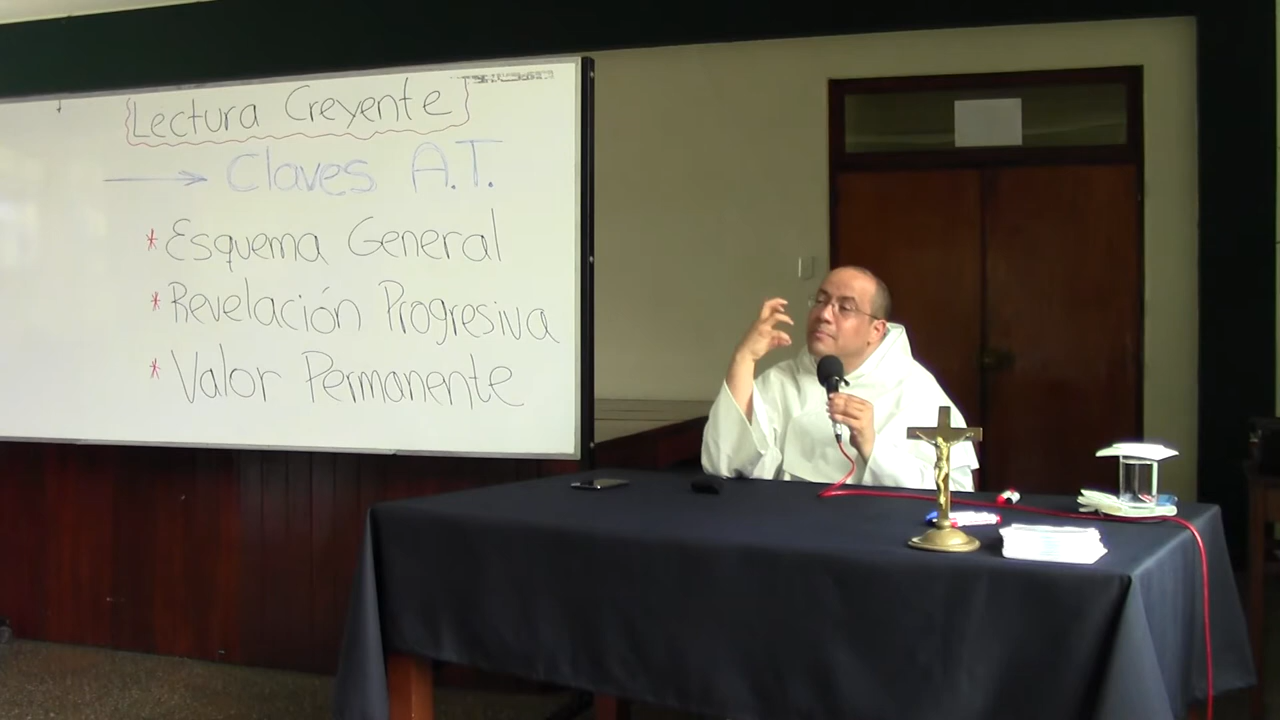 Lectura Creyente
→ Claves A.T.
* Esquema General
* Revelación Progresiva
* Valor Permanente